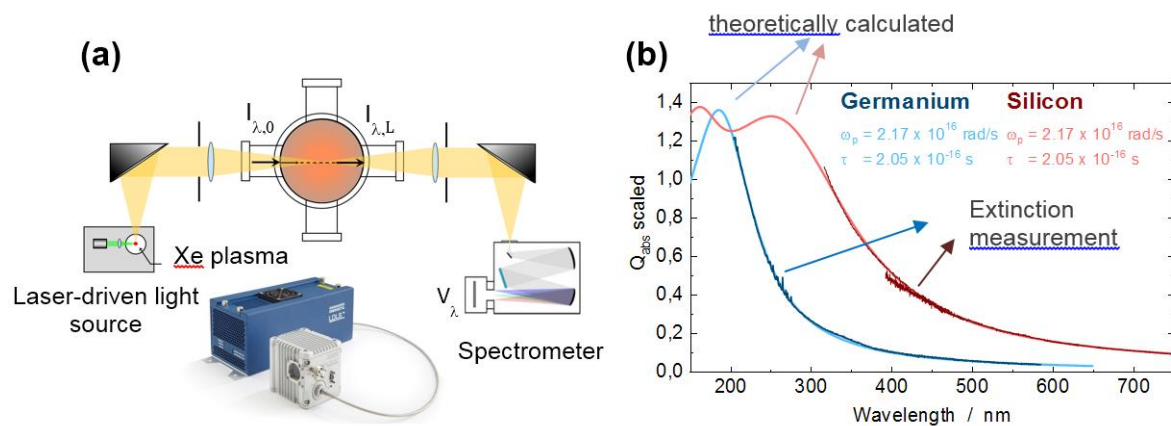 (a)
I λ,0
I λ,L
Xe plasma
Laser-driven light
source
V λ
Spectrometer
theoretically calculated
(b)
Germanium
ωp = 2.17 x 10^16 rad/s
τ = 2.05 x 10^-16 s
Silicon
ωp = 2.17 x 10^16 rad/s
τ = 2.05 x 10^-16 s
Extinction
measurement
Qabs scaled
1,4
1,2
1,0
0,8
0,6
0,4
0,2
0,0
200 300 400 500 600 700
Wavelength / nm